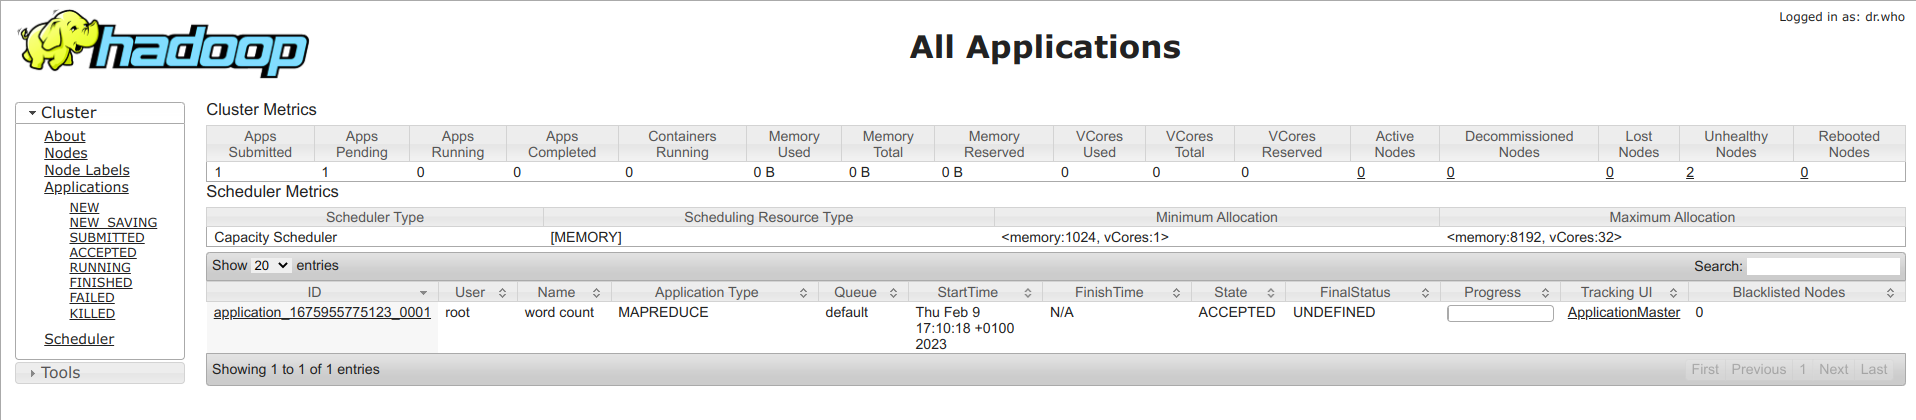 Logged in as: dr.who
hadoop
All Applications
Cluster
About
Nodes
Node Labels
Applications
NEW
NEW_SAVING
SUBMITTED
ACCEPTED
RUNNING
FINISHED
FAILED
KILLED
Scheduler
Tools
Cluster Metrics
Apps Submitted Apps Pending Apps Running Apps Completed Containers Running Memory Used Memory Total Memory Reserved VCores Used VCores Total VCores Reserved Active Nodes Decommissioned Nodes Lost Nodes Unhealthy Nodes Rebooted Nodes
1 1 0 0 0 0 B 0 B 0 B 0 0 0 0 0 0 2 0
Scheduler Metrics
Scheduler Type Scheduling Resource Type Minimum Allocation Maximum Allocation
Capacity Scheduler [MEMORY] <memory:1024, vCores:1> <memory:8192, vCores:32>
Show 20 entries Search:
ID User Name Application Type Queue StartTime FinishTime State FinalStatus Progress Tracking UI Blacklisted Nodes
application_1675955775123_0001 root word count MAPREDUCE default Thu Feb 9 17:10:18 +0100 2023 N/A ACCEPTED UNDEFINED ApplicationMaster 0
Showing 1 to 1 of 1 entries First Previous 1 Next Last